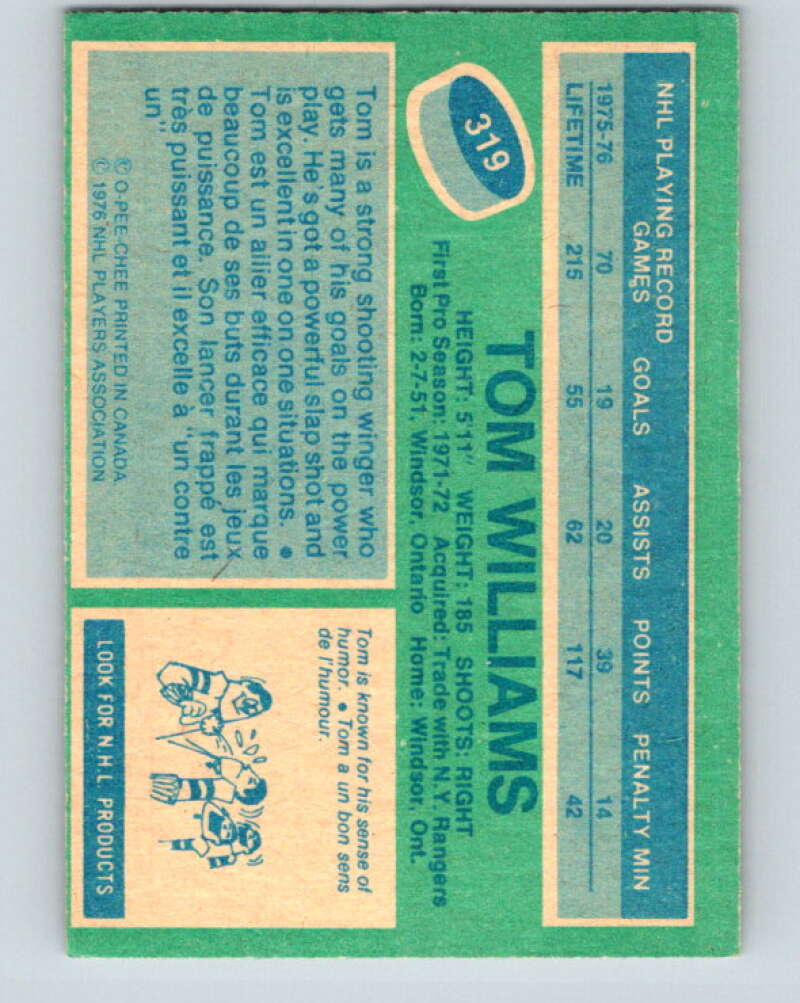 NHL PLAYING RECORD
GAMES GOALS ASSISTS POINTS PENALTY MIN
1975-76 70 19 20 39 14
LIFETIME 215 55 62 117 42
319
TOM WILLIAMS
HEIGHT: 5'11" WEIGHT: 185 SHOOTS: RIGHT
First Pro Season: 1971-72 Acquired: Trade with N.Y. Rangers
Born: 2-7-51, Windsor, Ontario Home: Windsor, Ont.
Tom is a strong shooting winger who
gets many of his goals on the power
play. He's got a powerful slap shot and
is excellent in one on one situations. •
Tom est un ailier efficace qui marque
beaucoup de ses buts durant les jeux
de puissance. Son lancer frappé est
très puissant et il excelle à "un contre
un"
© O-PEE-CHEE PRINTED IN CANADA
© 1976 NHL PLAYERS ASSOCIATION
Tom is known for his sense of
humor. • Tom a un bon sens
de l'humour.
LOOK FOR N.H.L. PRODUCTS